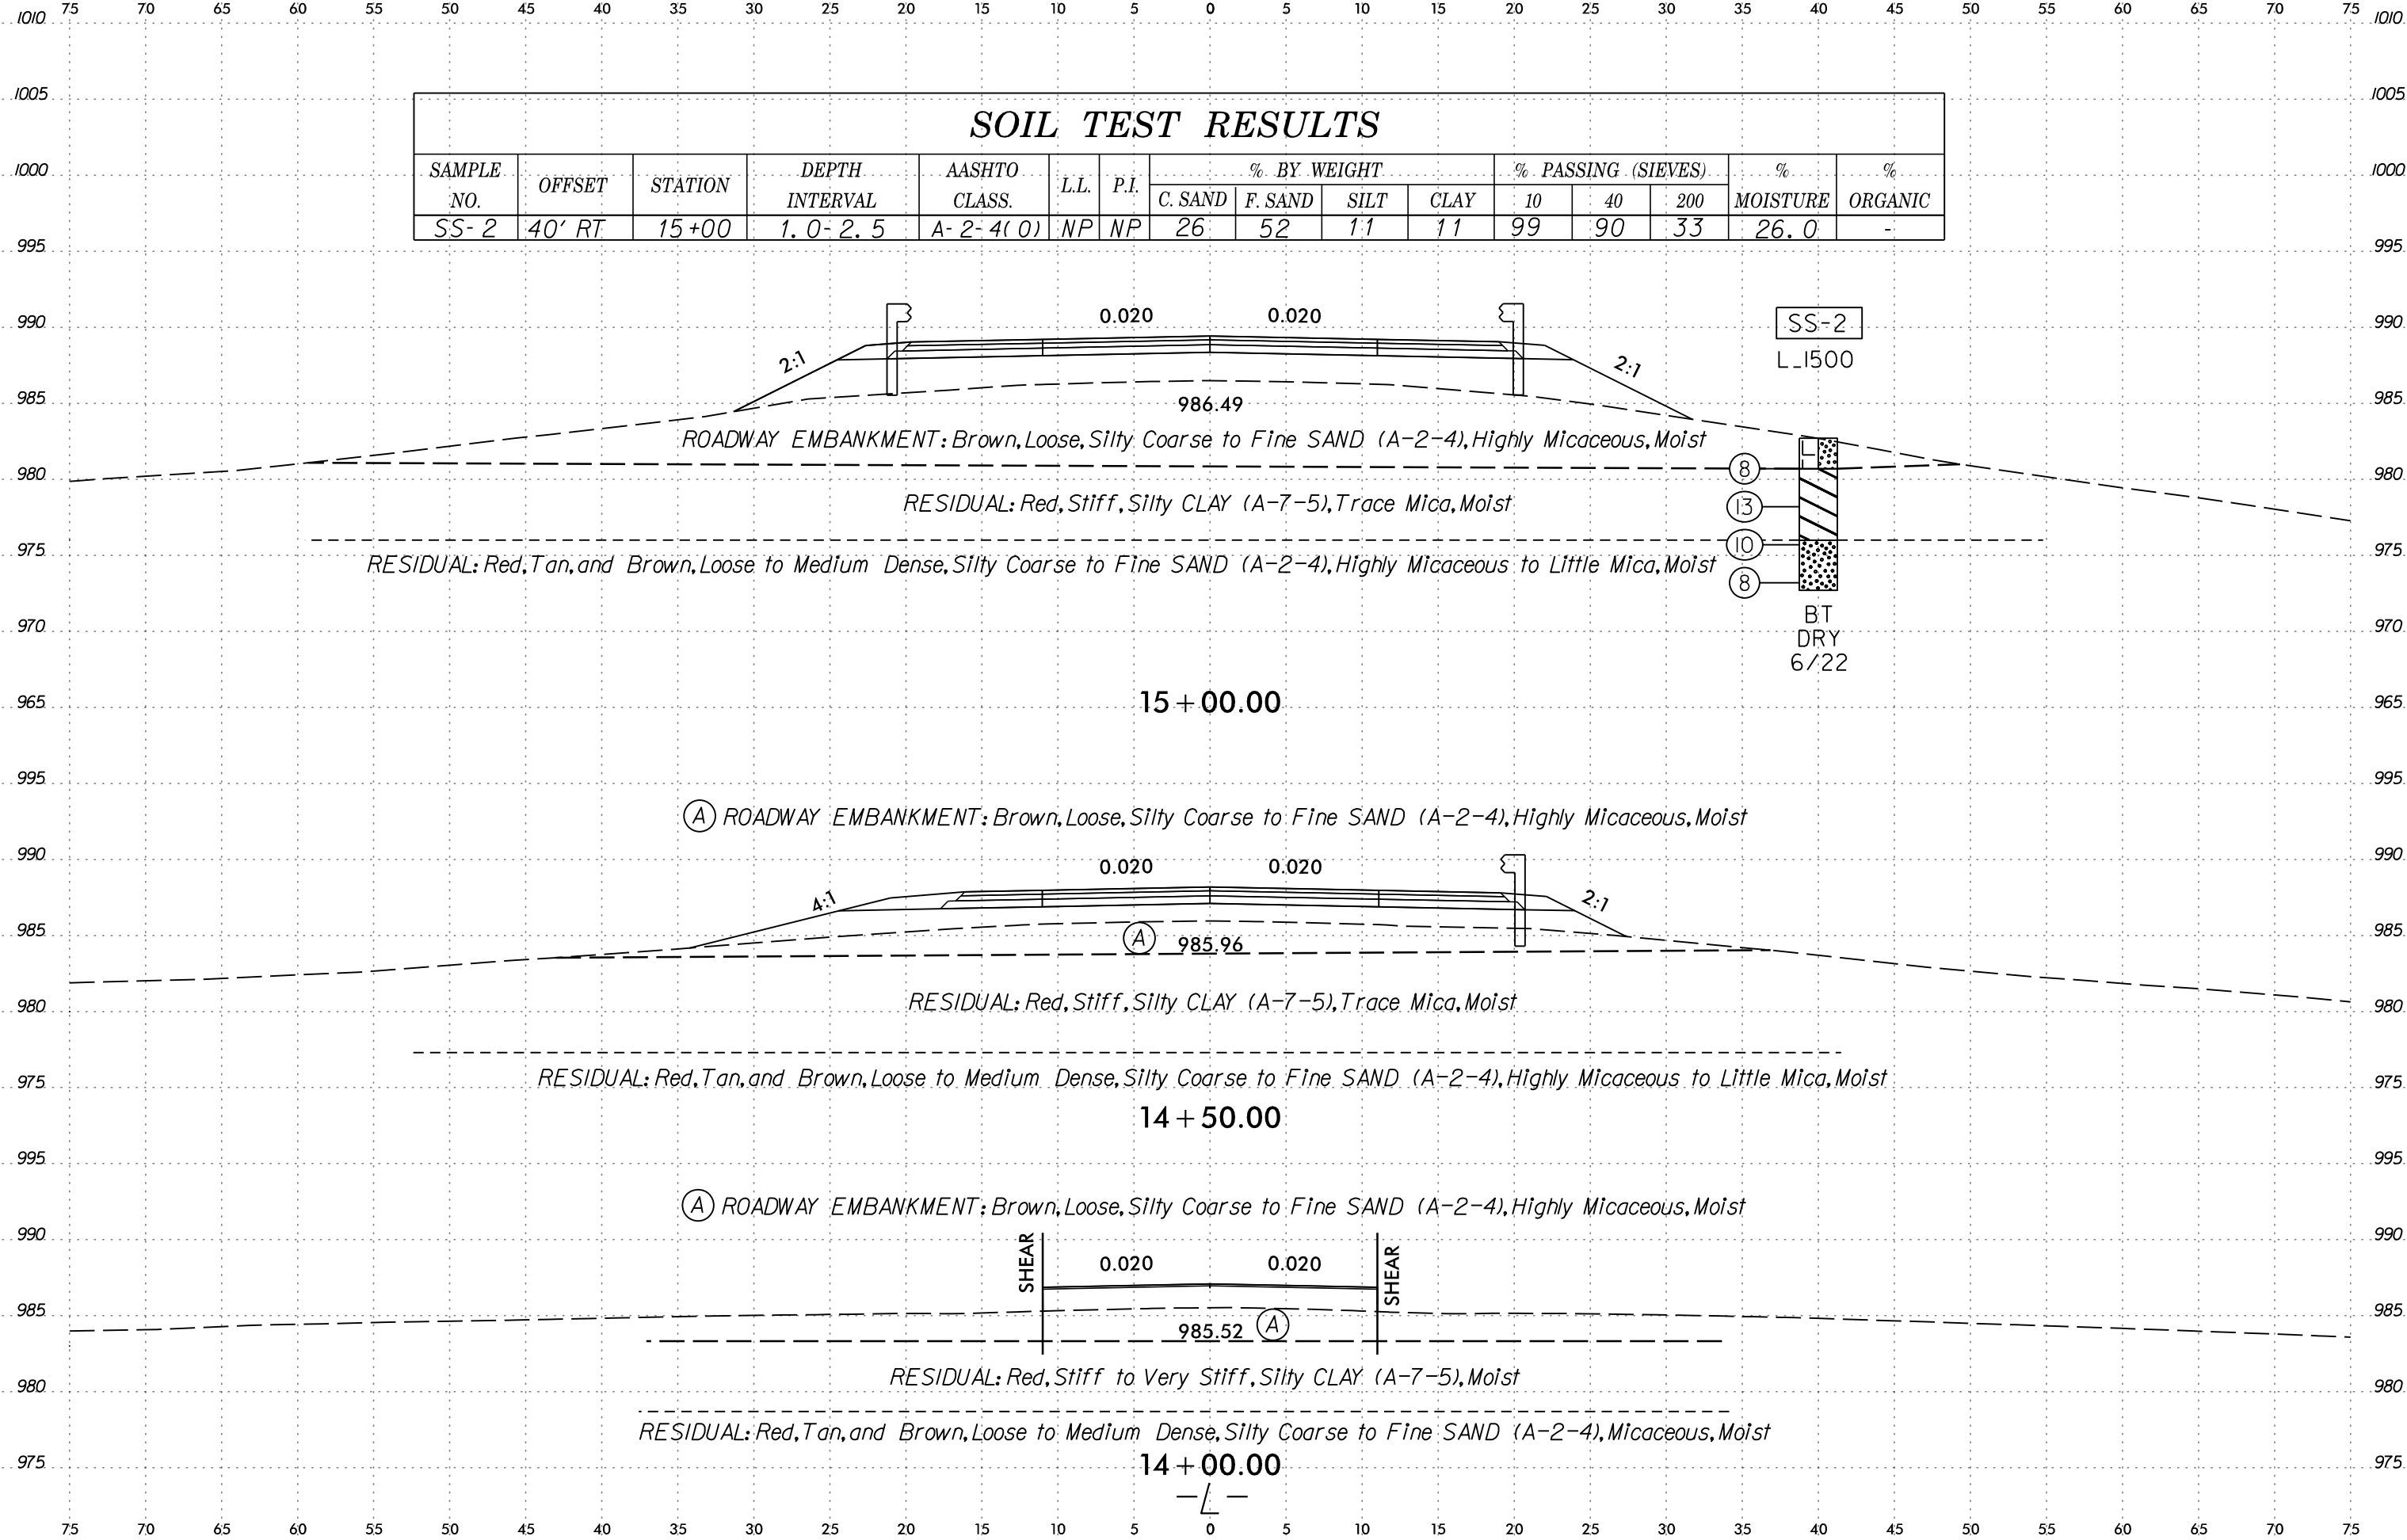 75 70 65 60 55 50 45 40 35 30 25 20 15 10 5 0 5 10 15 20 25 30 35 40 45 50 55 60 65 70 75
1010 1010
1005 1005
SOIL TEST RESULTS
1000 1000
SAMPLE NO. OFFSET STATION DEPTH INTERVAL AASHTO CLASS. L.L. P.I. % BY WEIGHT % PASSING (SIEVES) % MOISTURE % ORGANIC
C. SAND F. SAND SILT CLAY 10 40 200
SS-2 40' RT 15+00 1.0-2.5 A-2-4(0) NP NP 26 52 11 11 99 90 33 26.0 -
995 995
990 0.020 0.020 SS-2 990
2:1 2:1 L_1500
985 986.49 985
ROADWAY EMBANKMENT: Brown, Loose, Silty Coarse to Fine SAND (A-2-4), Highly Micaceous, Moist
980 8 980
RESIDUAL: Red, Stiff, Silty CLAY (A-7-5), Trace Mica, Moist 13
975 10 975
RESIDUAL: Red, Tan, and Brown, Loose to Medium Dense, Silty Coarse to Fine SAND (A-2-4), Highly Micaceous to Little Mica, Moist
8
BT
970 970
DRY
6/22
965 15+00.00 965
995 995
A ROADWAY EMBANKMENT: Brown, Loose, Silty Coarse to Fine SAND (A-2-4), Highly Micaceous, Moist
990 0.020 0.020 990
4:1 2:1
985 A 985.96 985
980 RESIDUAL: Red, Stiff, Silty CLAY (A-7-5), Trace Mica, Moist 980
975 RESIDUAL: Red, Tan, and Brown, Loose to Medium Dense, Silty Coarse to Fine SAND (A-2-4), Highly Micaceous to Little Mica, Moist 975
14+50.00
995 995
A ROADWAY EMBANKMENT: Brown, Loose, Silty Coarse to Fine SAND (A-2-4), Highly Micaceous, Moist
990 990
SHEAR 0.020 0.020 SHEAR
985 985
985.52 A
RESIDUAL: Red, Stiff to Very Stiff, Silty CLAY (A-7-5), Moist
980 980
RESIDUAL: Red, Tan, and Brown, Loose to Medium Dense, Silty Coarse to Fine SAND (A-2-4), Micaceous, Moist
975 14+00.00 975
-L-
75 70 65 60 55 50 45 40 35 30 25 20 15 10 5 0 5 10 15 20 25 30 35 40 45 50 55 60 65 70 75